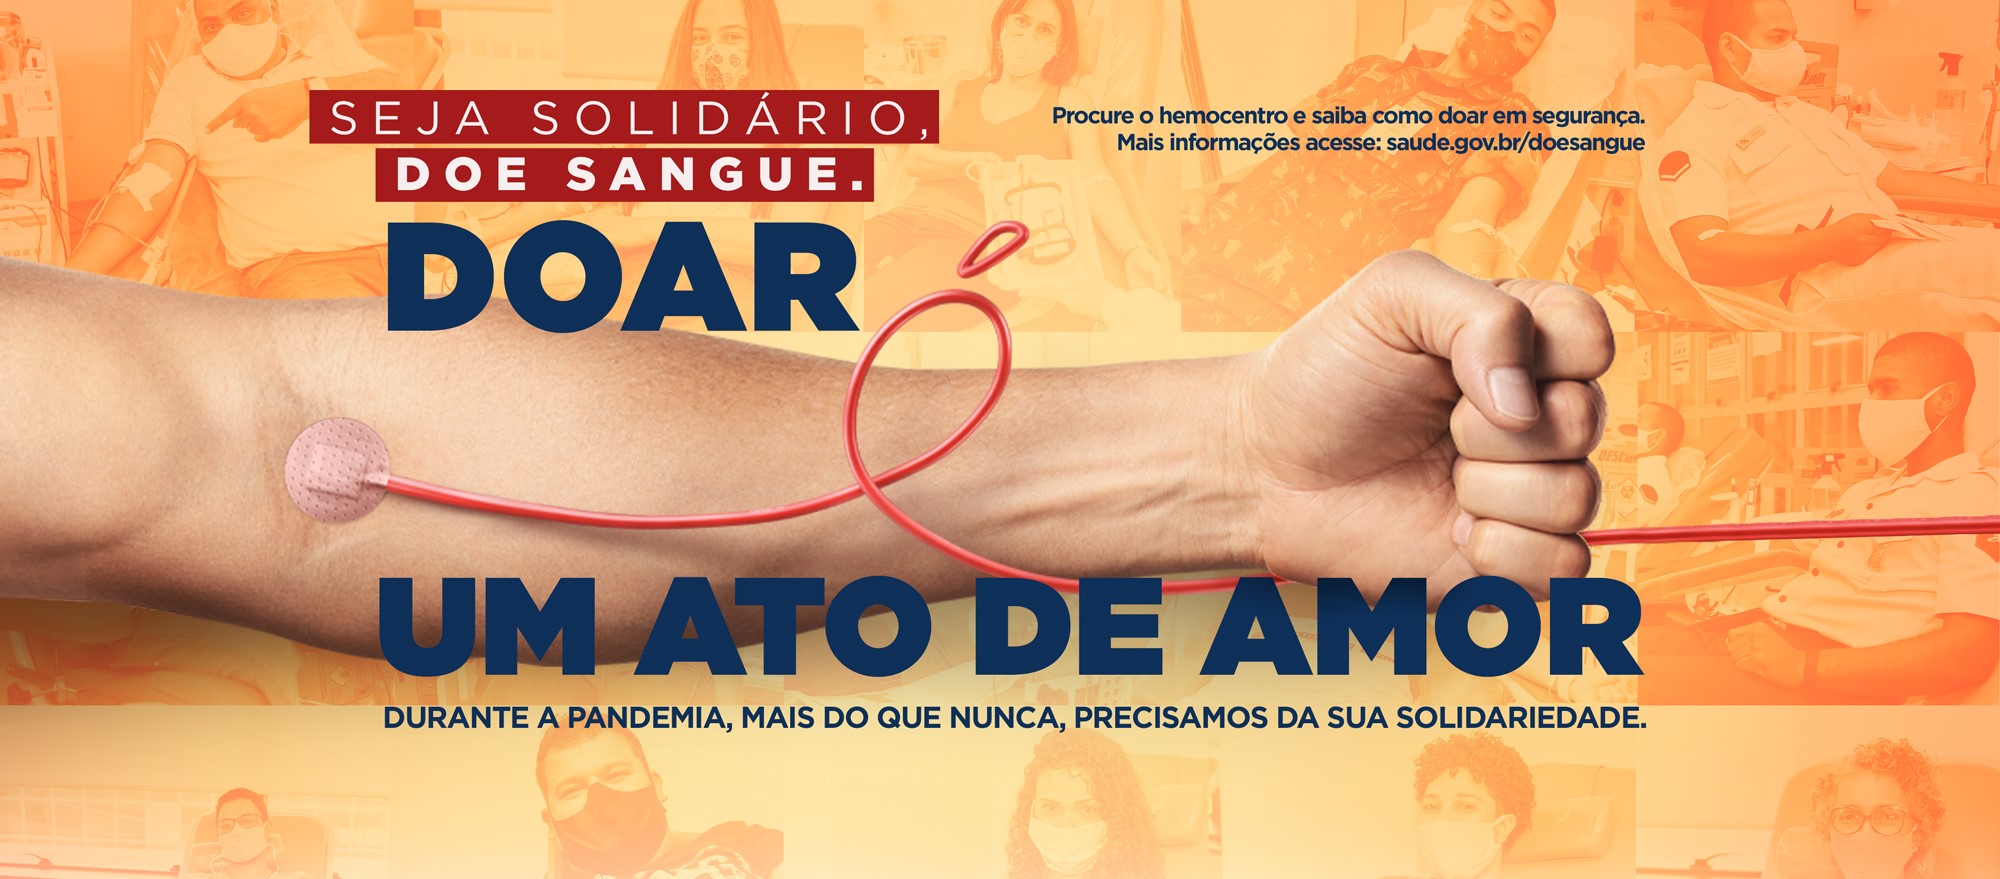 SEJA SOLIDÁRIO,
DOE SANGUE.
Procure o hemocentro e saiba como doar em segurança.
Mais informações acesse: saude.gov.br/doesangue
DOAR é
UM ATO DE AMOR
DURANTE A PANDEMIA, MAIS DO QUE NUNCA, PRECISAMOS DA SUA SOLIDARIEDADE.